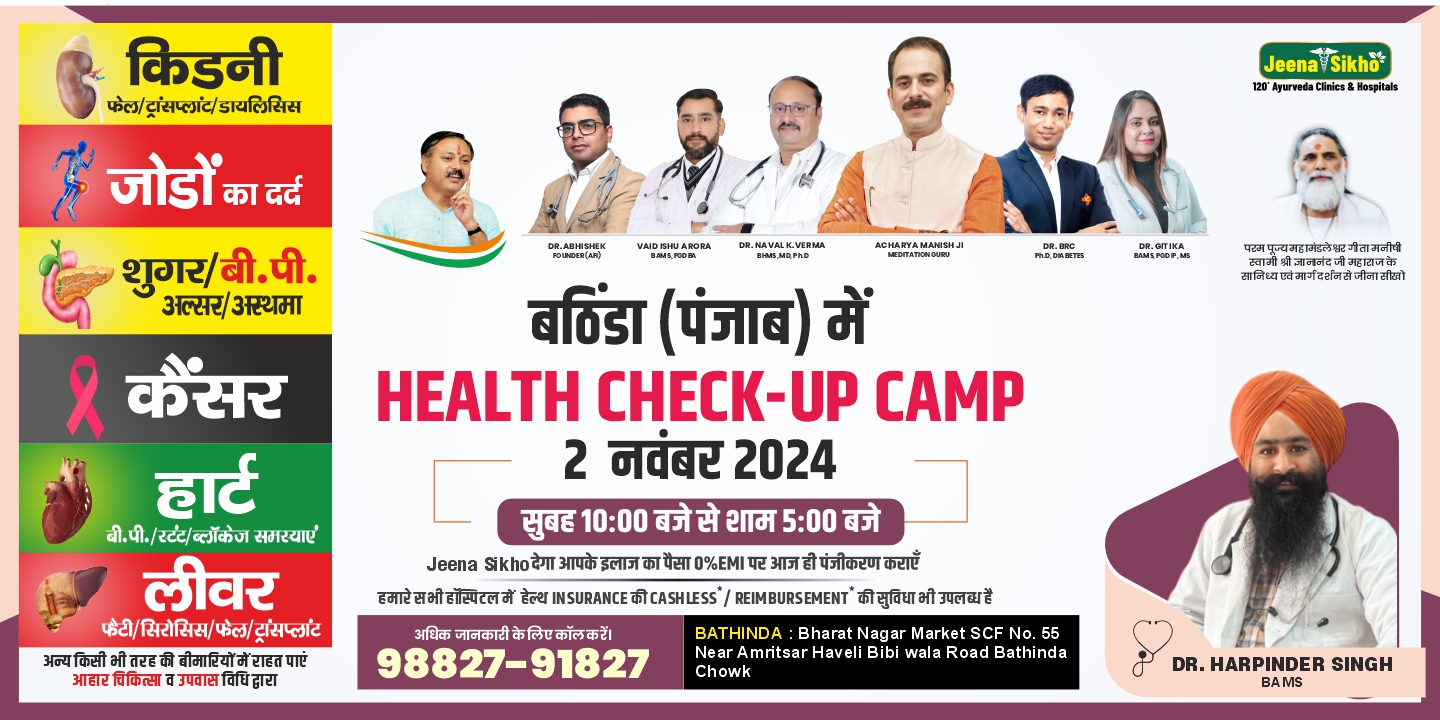 किडनी
फेल/ट्रांसप्लांट/डायलिसिस
जोडों का दर्द
शुगर/बी.पी.
अल्सर/अस्थमा
कैंसर
हार्ट
बी.पी./स्टंट/ब्लॉकेज समस्याएं
लीवर
फैटी/सिरोसिस/फेल/ट्रांसप्लांट
अन्य किसी भी तरह की बीमारियों में राहत पाएं
आहार चिकित्सा व उपवास विधि द्वारा
DR. ABHISHEK
FOUNDER (AFI)
VAID ISHU ARORA
BAMS, PGDBA
DR. NAVAL K. VERMA
BHMS, MD, Ph.D
ACHARYA MANISH JI
MEDITATION GURU
DR. BRC
Ph.D, DIABETES
DR. GITIKA
BAMS, PGDIP, MS
Jeena Sikho
120+ Ayurveda Clinics & Hospitals
परम पूज्य महामंडलेश्वर गीता मनीषी
स्वामी श्री ज्ञानानंद जी महाराज के
सानिध्य एवं मार्गदर्शन से जीना सीखो
बठिंडा (पंजाब) में
HEALTH CHECK-UP CAMP
2 नवंबर 2024
सुबह 10:00 बजे से शाम 5:00 बजे
Jeena Sikho देगा आपके इलाज का पैसा 0% EMI पर आज ही पंजीकरण कराएँ
हमारे सभी हॉस्पिटल में हेल्थ INSURANCE की CASHLESS* / REIMBURSEMENT* की सुविधा भी उपलब्ध है
अधिक जानकारी के लिए कॉल करें।
98827-91827
BATHINDA : Bharat Nagar Market SCF No. 55
Near Amritsar Haveli Bibi wala Road Bathinda
Chowk
DR. HARPINDER SINGH
BAMS